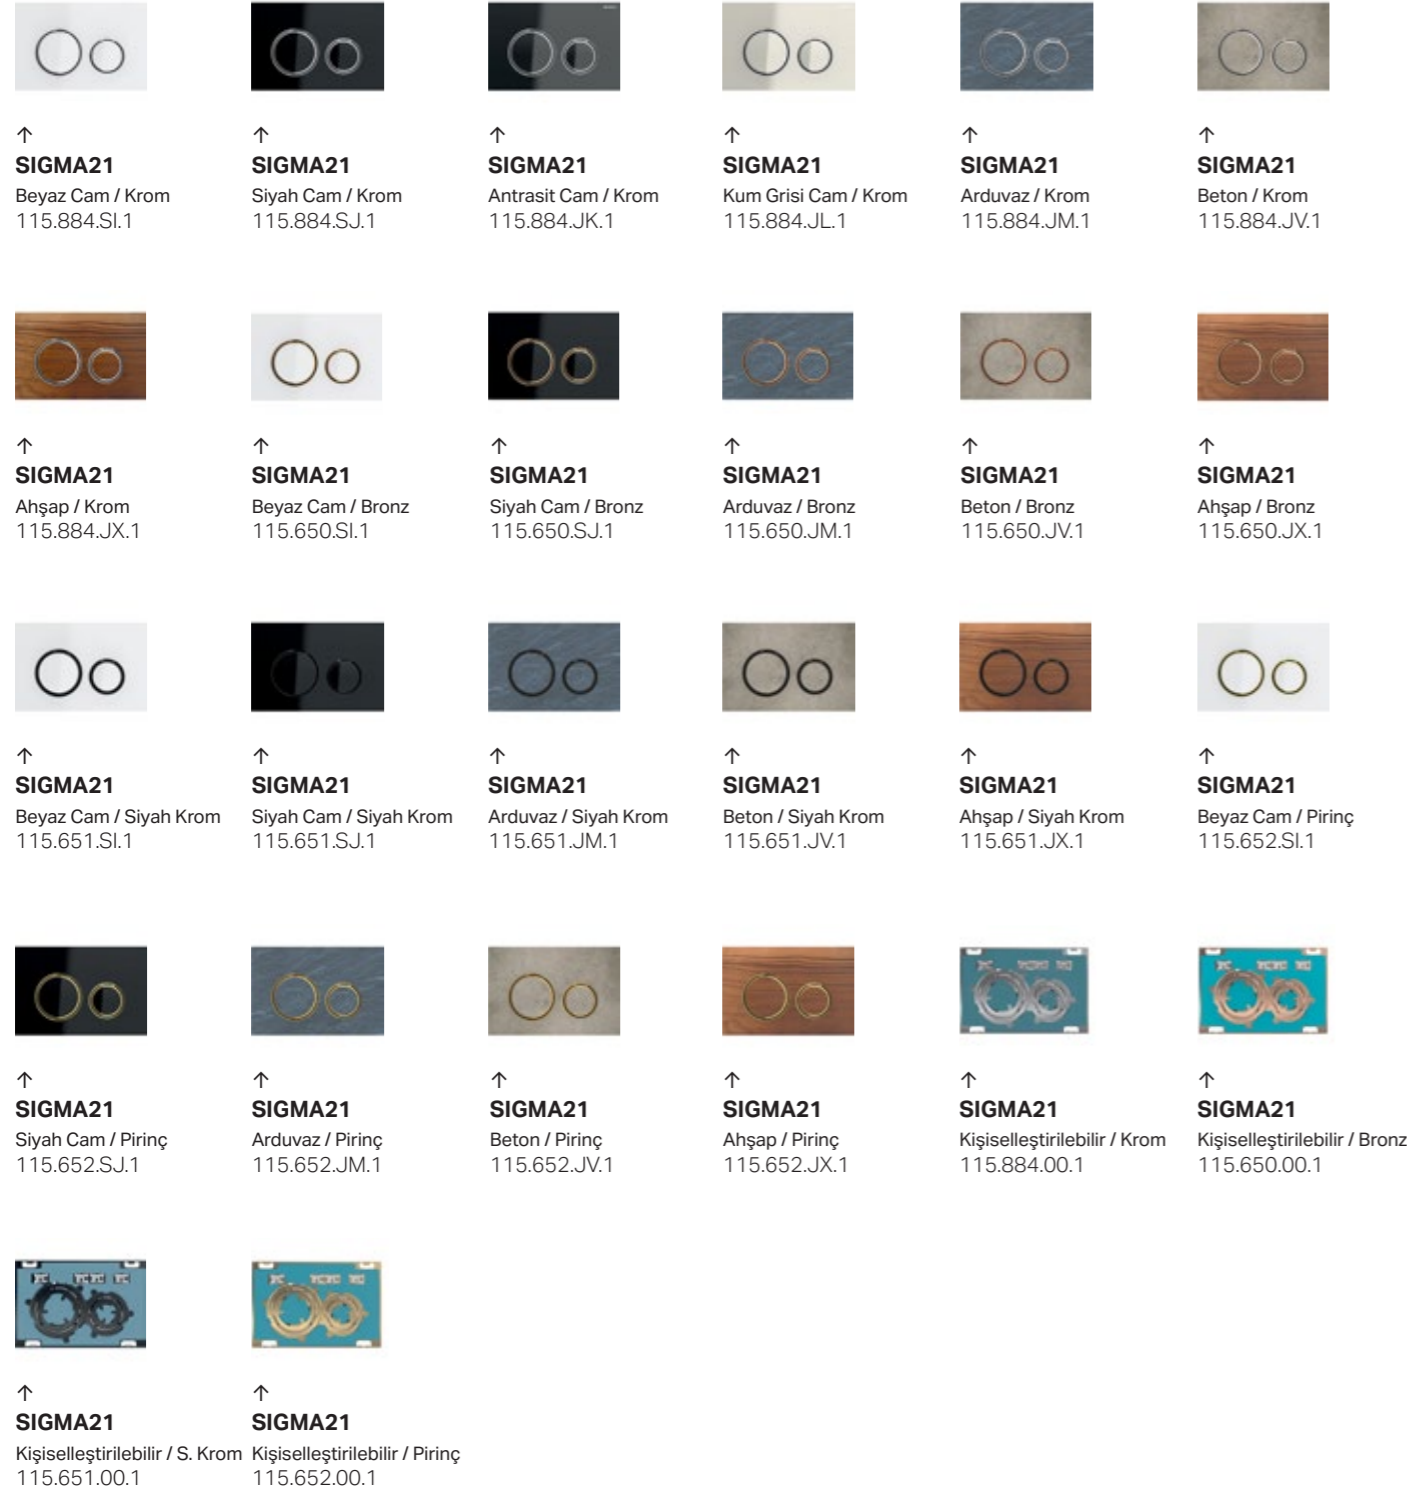 ↑
SIGMA21
Beyaz Cam / Krom
115.884.SI.1
↑
SIGMA21
Siyah Cam / Krom
115.884.SJ.1
↑
SIGMA21
Antrasit Cam / Krom
115.884.JK.1
↑
SIGMA21
Kum Grisi Cam / Krom
115.884.JL.1
↑
SIGMA21
Arduvaz / Krom
115.884.JM.1
↑
SIGMA21
Beton / Krom
115.884.JV.1
↑
SIGMA21
Ahşap / Krom
115.884.JX.1
↑
SIGMA21
Beyaz Cam / Bronz
115.650.SI.1
↑
SIGMA21
Siyah Cam / Bronz
115.650.SJ.1
↑
SIGMA21
Arduvaz / Bronz
115.650.JM.1
↑
SIGMA21
Beton / Bronz
115.650.JV.1
↑
SIGMA21
Ahşap / Bronz
115.650.JX.1
↑
SIGMA21
Beyaz Cam / Siyah Krom
115.651.SI.1
↑
SIGMA21
Siyah Cam / Siyah Krom
115.651.SJ.1
↑
SIGMA21
Arduvaz / Siyah Krom
115.651.JM.1
↑
SIGMA21
Beton / Siyah Krom
115.651.JV.1
↑
SIGMA21
Ahşap / Siyah Krom
115.651.JX.1
↑
SIGMA21
Beyaz Cam / Pirinç
115.652.SI.1
↑
SIGMA21
Siyah Cam / Pirinç
115.652.SJ.1
↑
SIGMA21
Arduvaz / Pirinç
115.652.JM.1
↑
SIGMA21
Beton / Pirinç
115.652.JV.1
↑
SIGMA21
Ahşap / Pirinç
115.652.JX.1
↑
SIGMA21
Kişiselleştirilebilir / Krom
115.884.00.1
↑
SIGMA21
Kişiselleştirilebilir / Bronz
115.650.00.1
↑
SIGMA21
Kişiselleştirilebilir / S. Krom
115.651.00.1
↑
SIGMA21
Kişiselleştirilebilir / Pirinç
115.652.00.1